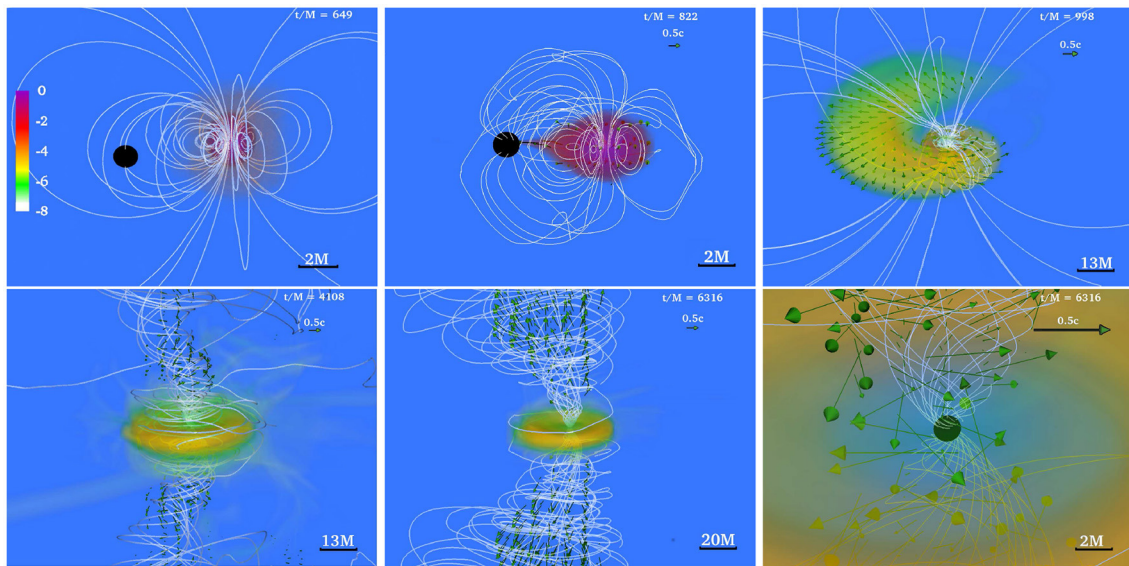 t/M = 649
0
-2
-4
-6
-8
2M
t/M = 822
0.5c
2M
t/M = 998
0.5c
13M
t/M = 4108
0.5c
13M
t/M = 6316
0.5c
20M
t/M = 6316
0.5c
2M